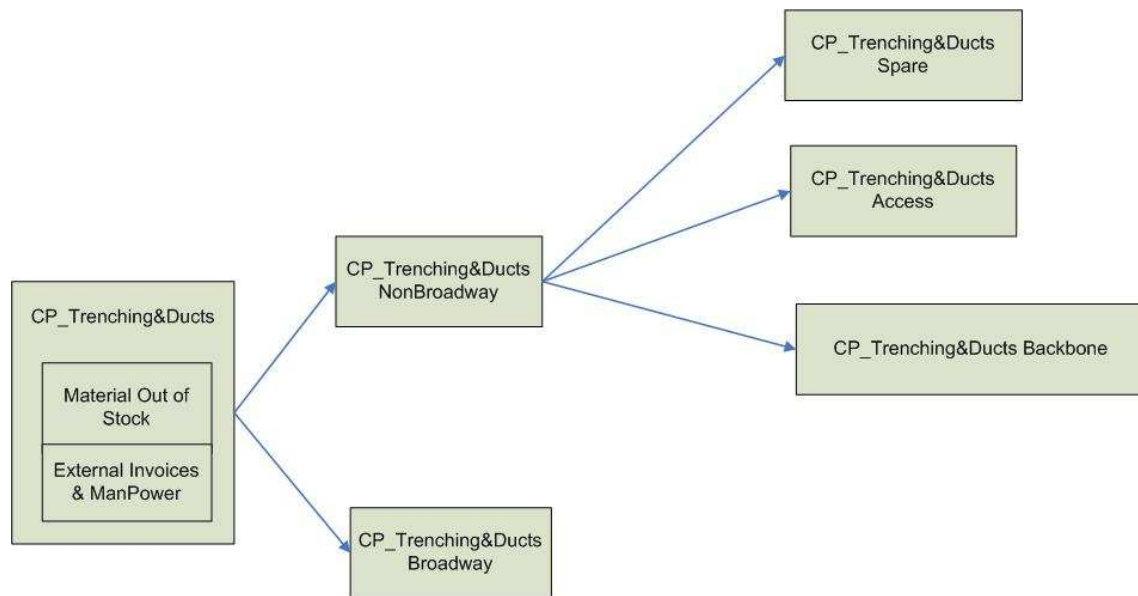 CP_Trenching&Ducts
Spare
CP_Trenching&Ducts
Access
CP_Trenching&Ducts
NonBroadway
CP_Trenching&Ducts
Material Out of
Stock
External Invoices
& ManPower
CP_Trenching&Ducts Backbone
CP_Trenching&Ducts
Broadway